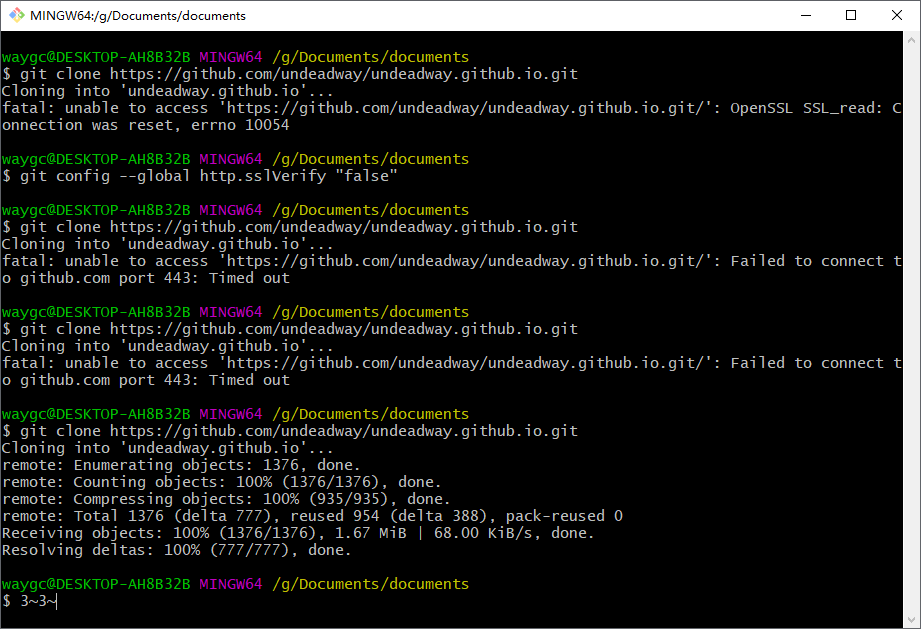 MINGW64:/g/Documents/documents
waygc@DESKTOP-AH8B32B MINGW64 /g/Documents/documents
$ git clone https://github.com/undeadway/undeadway.github.io.git
Cloning into 'undeadway.github.io'...
fatal: unable to access 'https://github.com/undeadway/undeadway.github.io.git/': OpenSSL SSL_read: C
onnection was reset, errno 10054
waygc@DESKTOP-AH8B32B MINGW64 /g/Documents/documents
$ git config --global http.sslVerify "false"
waygc@DESKTOP-AH8B32B MINGW64 /g/Documents/documents
$ git clone https://github.com/undeadway/undeadway.github.io.git
Cloning into 'undeadway.github.io'...
fatal: unable to access 'https://github.com/undeadway/undeadway.github.io.git/': Failed to connect t
o github.com port 443: Timed out
waygc@DESKTOP-AH8B32B MINGW64 /g/Documents/documents
$ git clone https://github.com/undeadway/undeadway.github.io.git
Cloning into 'undeadway.github.io'...
fatal: unable to access 'https://github.com/undeadway/undeadway.github.io.git/': Failed to connect t
o github.com port 443: Timed out
waygc@DESKTOP-AH8B32B MINGW64 /g/Documents/documents
$ git clone https://github.com/undeadway/undeadway.github.io.git
Cloning into 'undeadway.github.io'...
remote: Enumerating objects: 1376, done.
remote: Counting objects: 100% (1376/1376), done.
remote: Compressing objects: 100% (935/935), done.
remote: Total 1376 (delta 777), reused 954 (delta 388), pack-reused 0
Receiving objects: 100% (1376/1376), 1.67 MiB | 68.00 KiB/s, done.
Resolving deltas: 100% (777/777), done.
waygc@DESKTOP-AH8B32B MINGW64 /g/Documents/documents
$ 3~3~